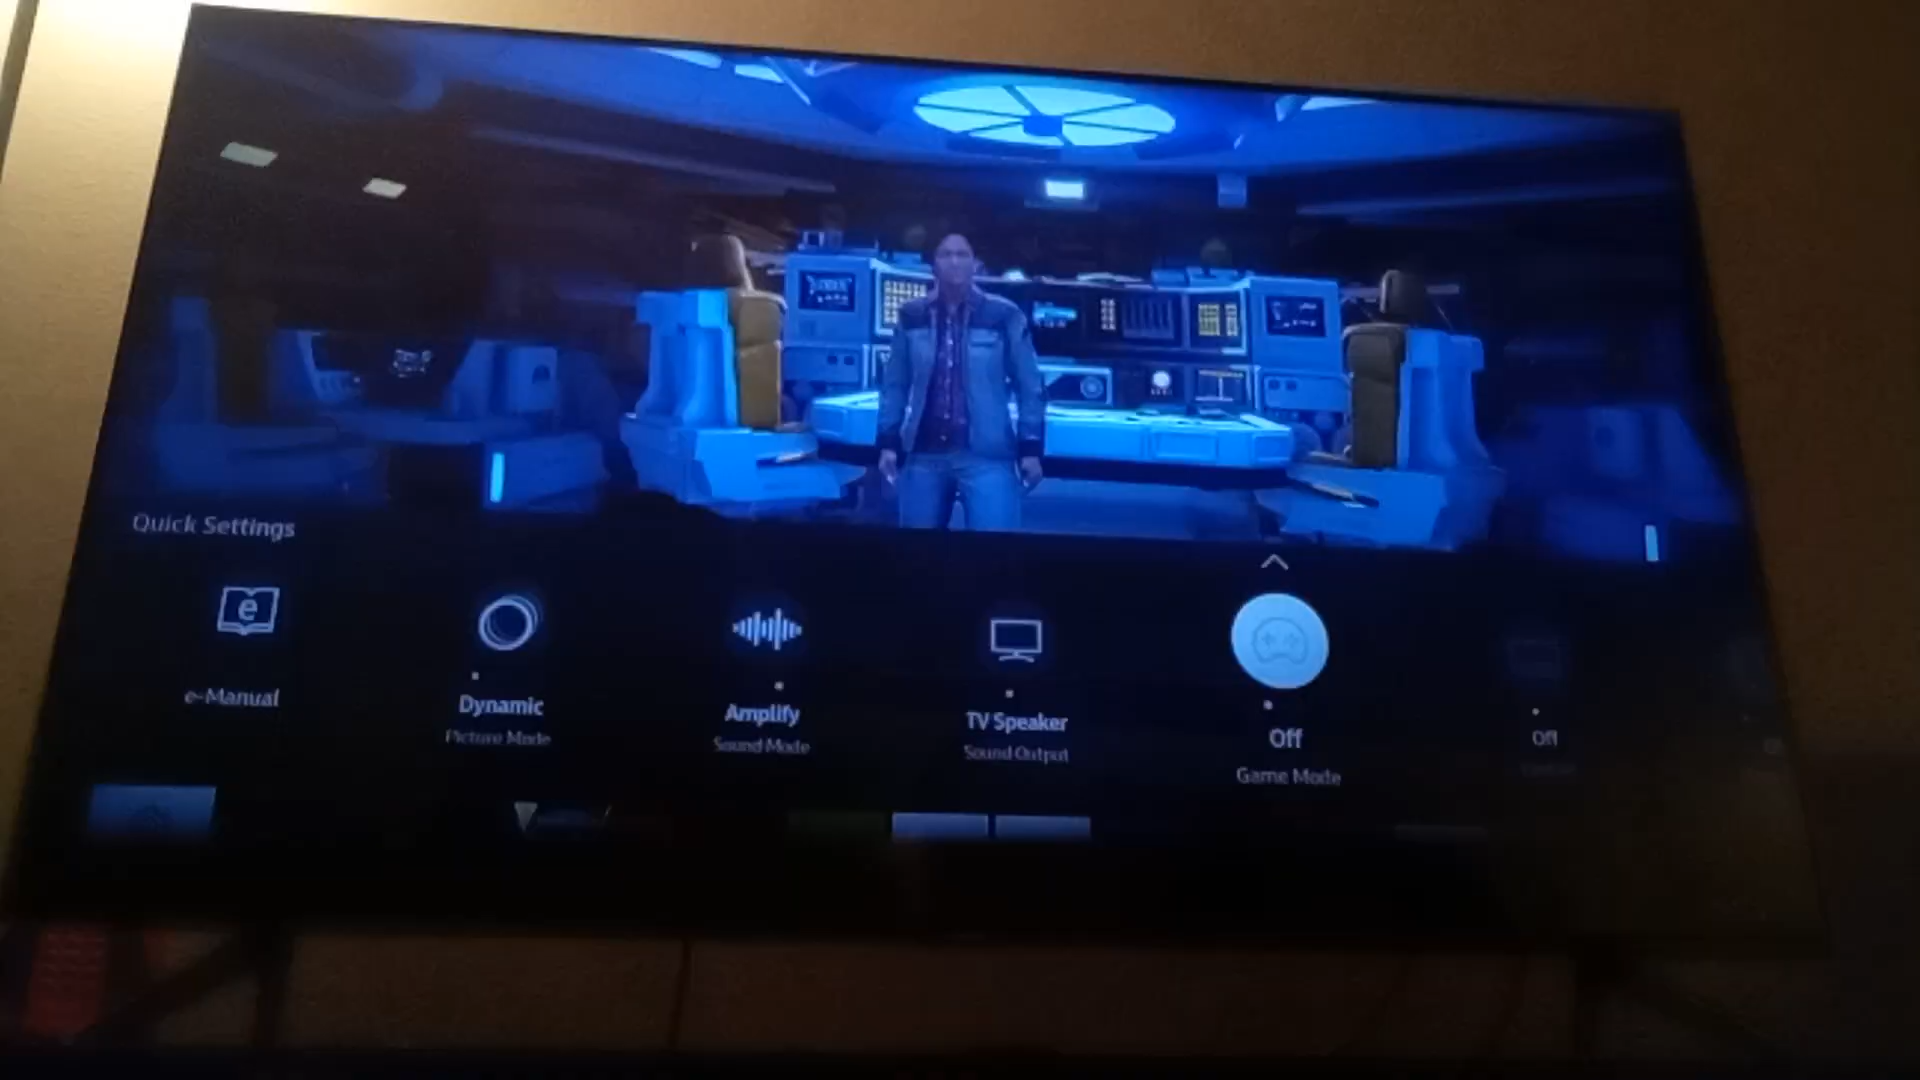 Quick Settings
e-Manual
Dynamic
Picture Mode
Amplify
Sound Mode
TV Speaker
Sound Output
Off
Game Mode
Off